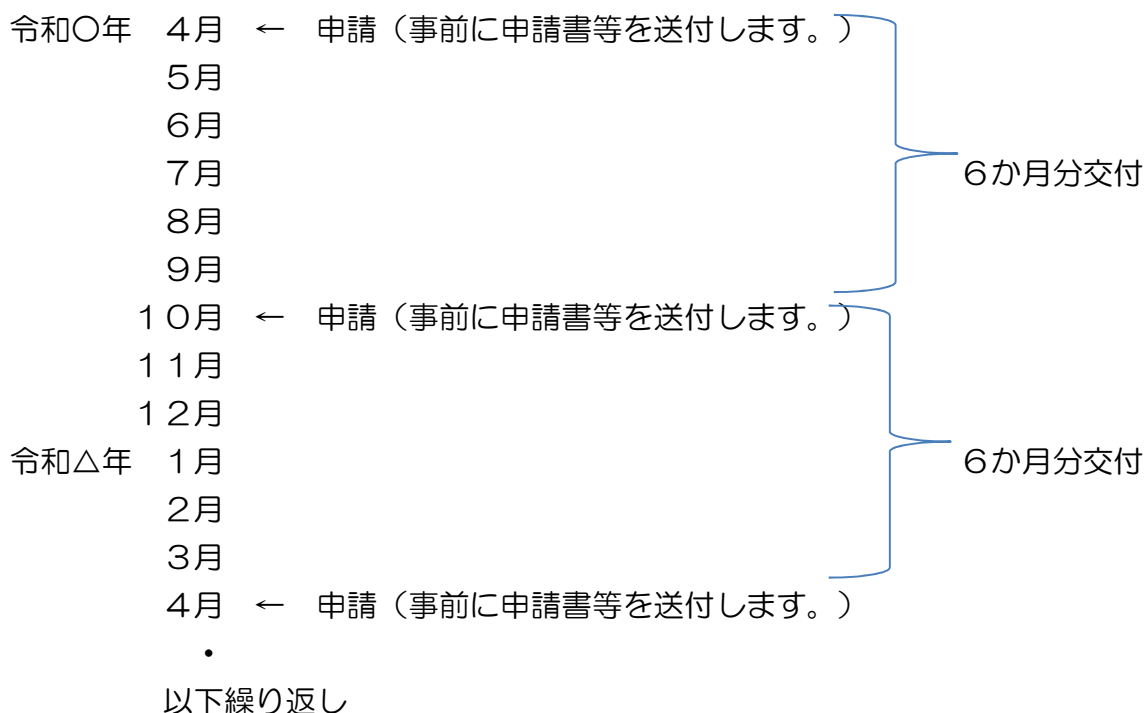 令和〇年　４月　←　申請（事前に申請書等を送付します。）
５月
６月
７月　６か月分交付
８月
９月
１０月　←　申請（事前に申請書等を送付します。）
１１月
１２月
令和△年　１月　６か月分交付
２月
３月
４月　←　申請（事前に申請書等を送付します。）
・
以下繰り返し